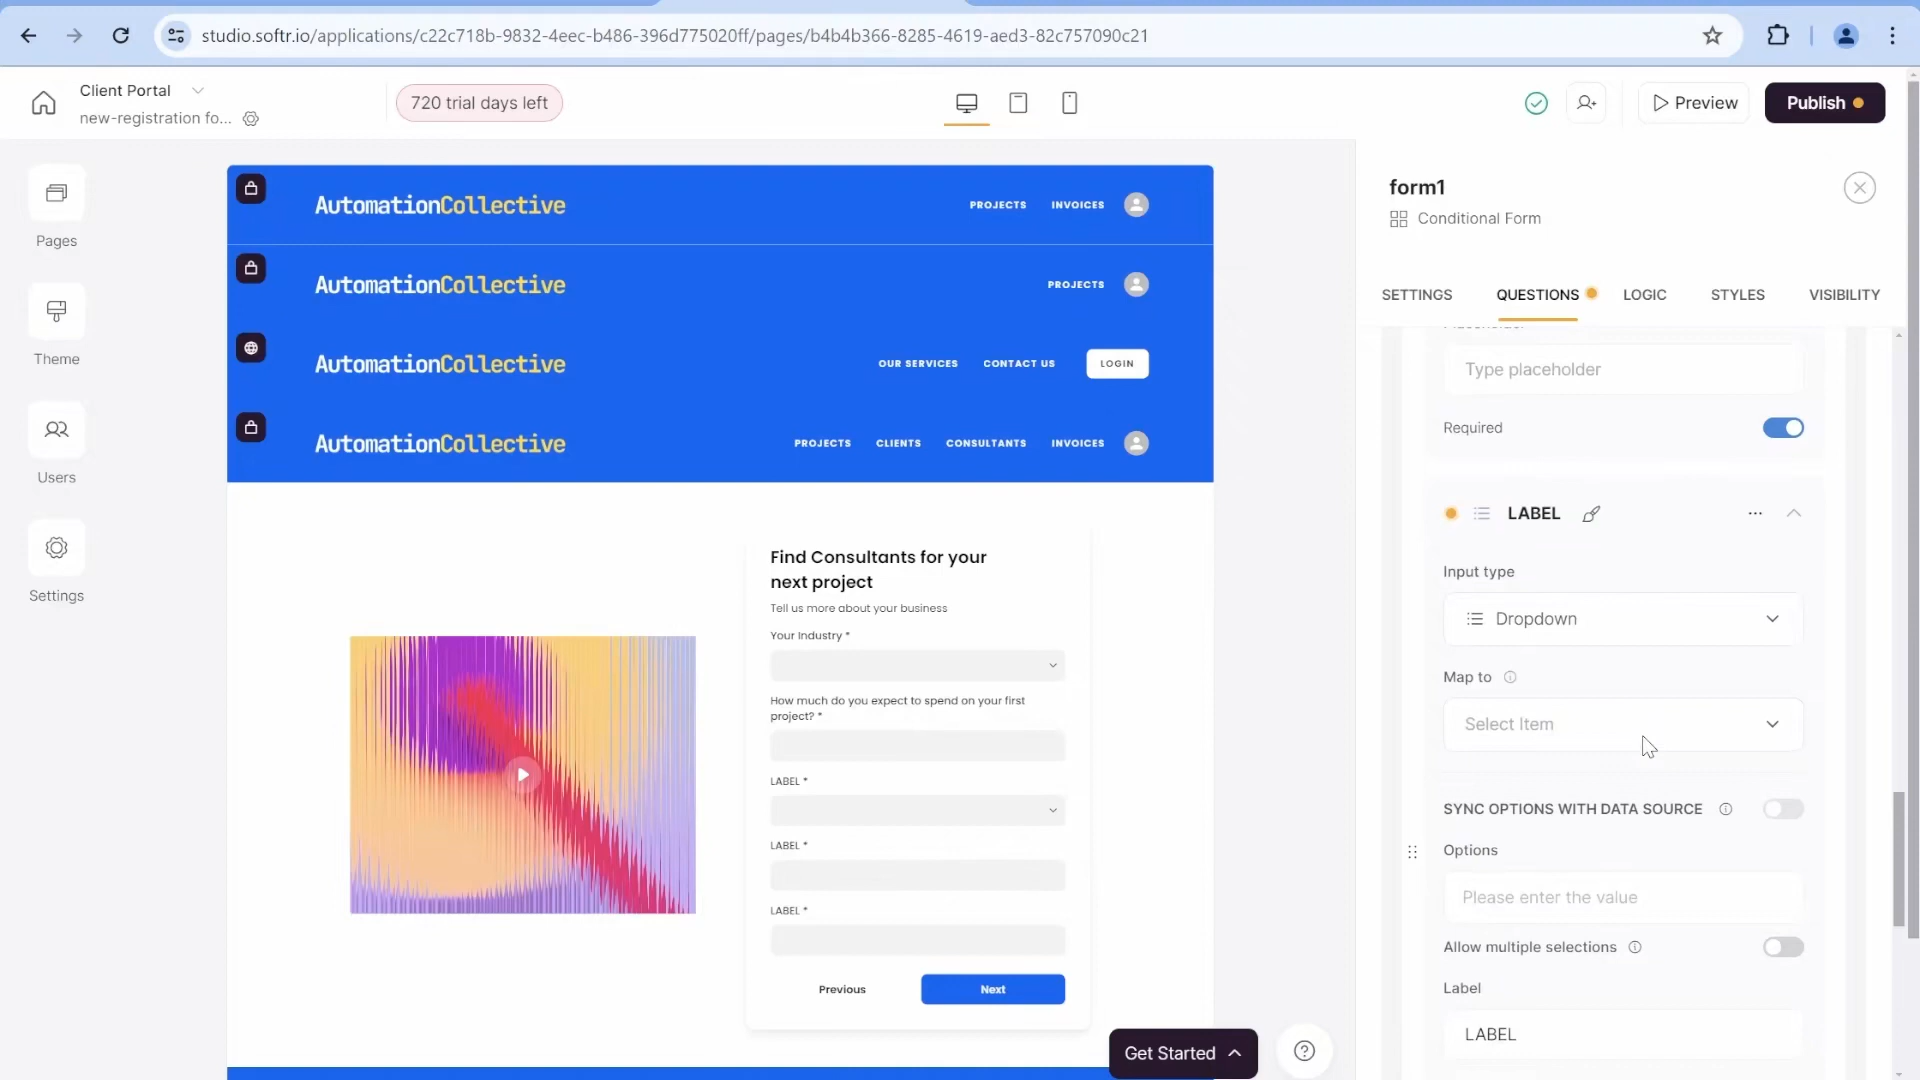 studio.softr.io/applications/c22c718b-9832-4eec-b486-396d775020ff/pages/b4b4b366-8285-4619-aed3-82c757090c21
Client Portal
new-registration fo...
720 trial days left
Preview
Publish
Pages
Theme
Users
Settings
AutomationCollective
PROJECTS INVOICES
AutomationCollective
PROJECTS
AutomationCollective
OUR SERVICES CONTACT US LOGIN
AutomationCollective
PROJECTS CLIENTS CONSULTANTS INVOICES
Find Consultants for your
next project
Tell us more about your business
Your Industry *
How much do you expect to spend on your first
project? *
LABEL *
LABEL *
LABEL *
Previous
Next
Get Started
form1
Conditional Form
SETTINGS QUESTIONS LOGIC STYLES VISIBILITY
Placeholder
Type placeholder
Required
LABEL
Input type
Dropdown
Map to
Select Item
SYNC OPTIONS WITH DATA SOURCE
Options
Please enter the value
Allow multiple selections
Label
LABEL